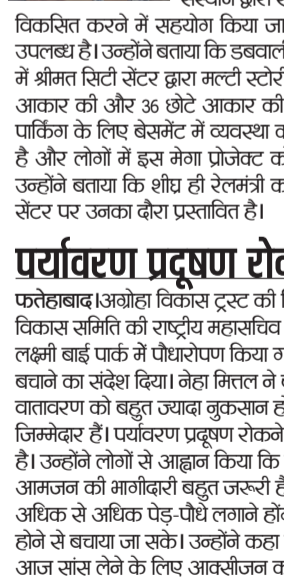 विकसित करने में सहयोग किया जा
उपलब्ध है। उन्होंने बताया कि डबवाल
में श्रीमत सिटी सेंटर द्वारा मल्टी स्टोर
आकार की और 36 छोटे आकार की
पार्किंग के लिए बेसमेंट में व्यवस्था
है और लोगों में इस मेगा प्रोजेक्ट
उन्होंने बताया कि शीघ्र ही रेलमंत्री
सेंटर पर उनका दौरा प्रस्तावित है।
पर्यावरण प्रदूषण
फतेहाबाद।अग्रोहा विकास ट्रस्ट की
विकास समिति की राष्ट्रीय महासचिव
लक्ष्मी बाई पार्क में पौधारोपण किया
बचाने का संदेश दिया। नेहा मित्तल ने
वातावरण को बहुत ज्यादा नुकसान
जिम्मेदार हैं। पर्यावरण प्रदूषण रोकने
है। उन्होंने लोगों से आह्वान किया कि
आमजन की भागीदारी बहुत जरूरी
अधिक से अधिक पेड़-पौधे लगाने
होने से बचाया जा सके। उन्होंने कहा
आज सांस लेने के लिए आक्सीजन